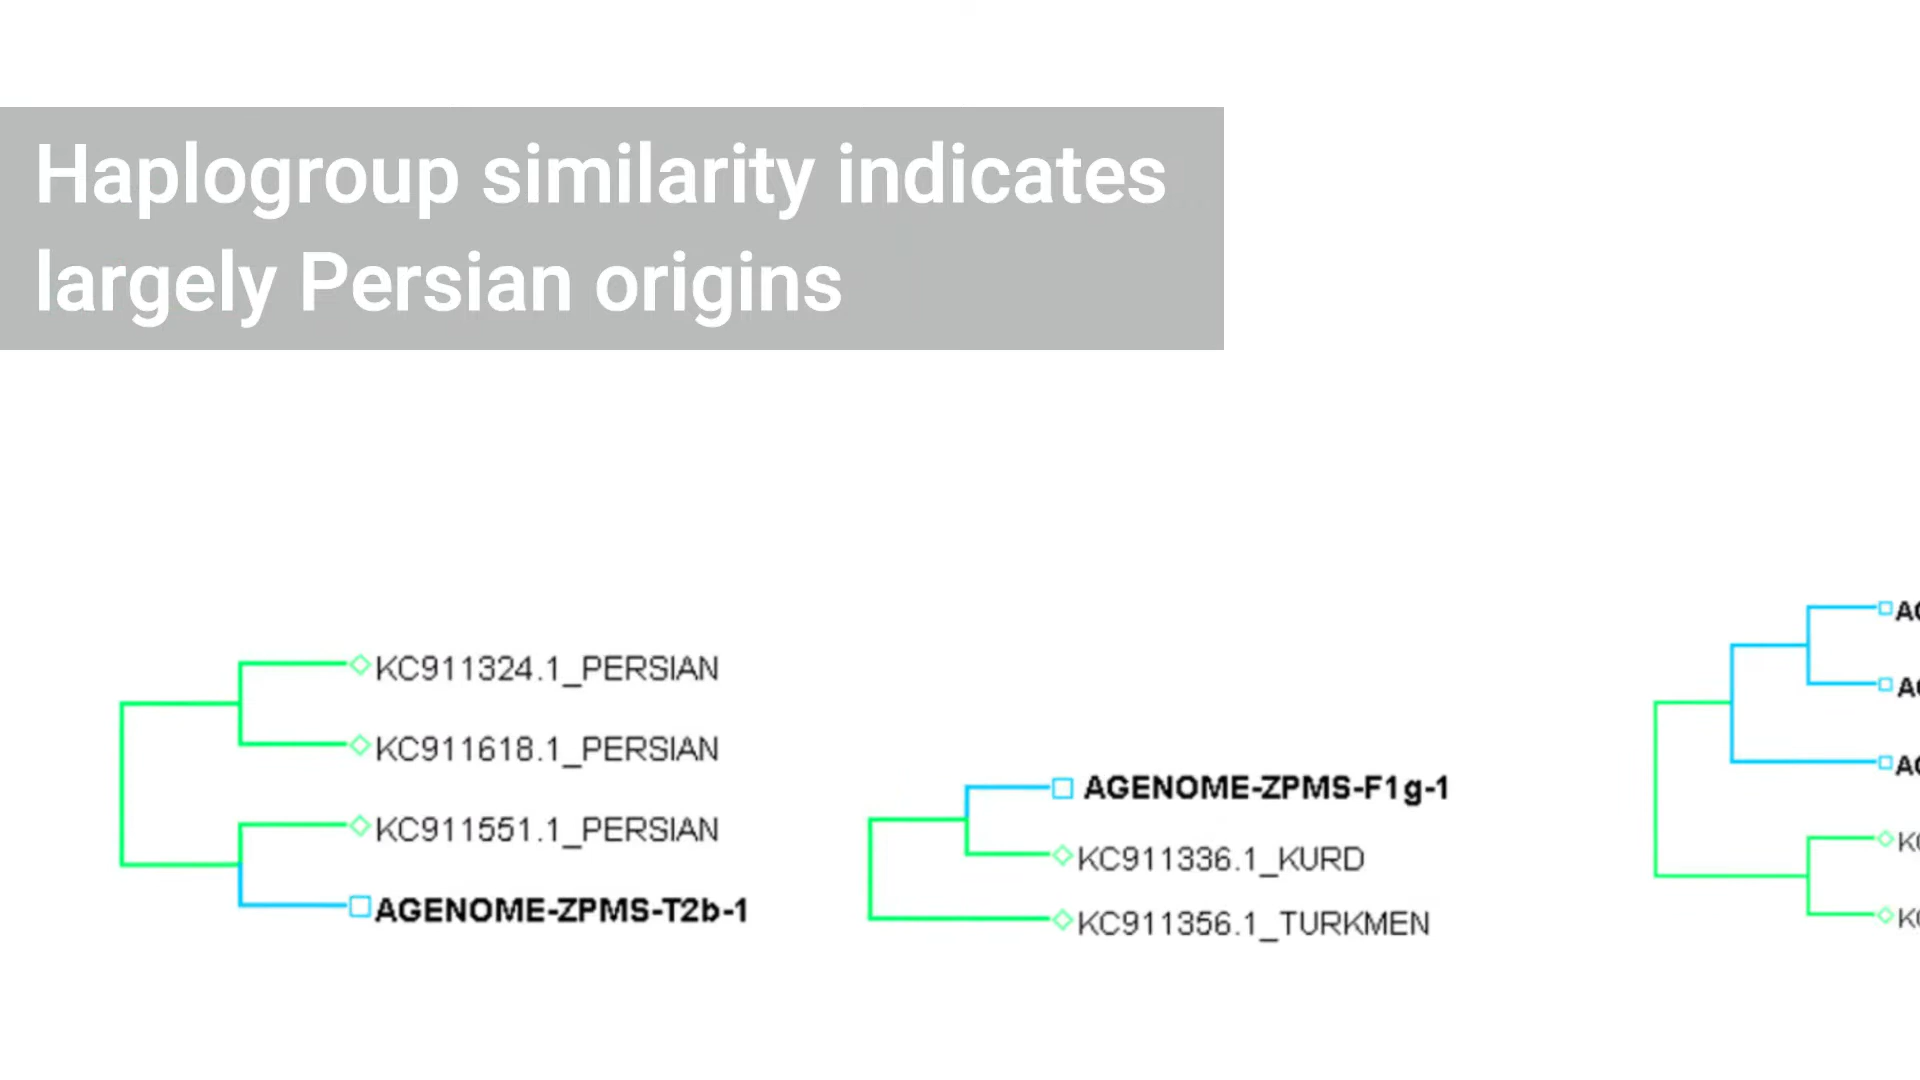 Haplogroup similarity indicates
largely Persian origins
KC911324.1_PERSIAN
KC911618.1_PERSIAN
KC911551.1_PERSIAN
AGENOME-ZPMS-T2b-1
AGENOME-ZPMS-F1g-1
KC911336.1_KURD
KC911356.1_TURKMEN